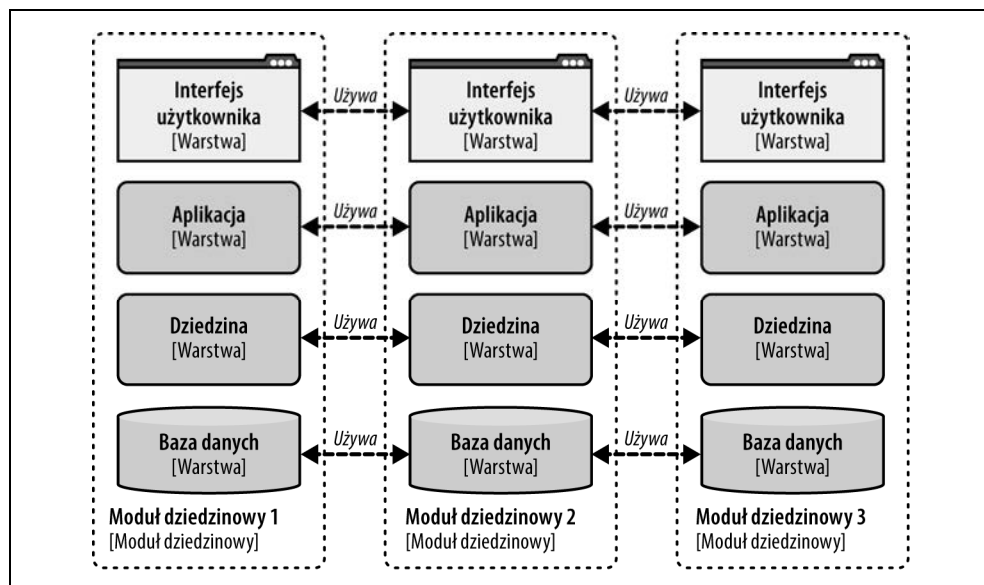 Interfejs
użytkownika
[Warstwa]
Używa
Interfejs
użytkownika
[Warstwa]
Używa
Interfejs
użytkownika
[Warstwa]
Aplikacja
[Warstwa]
Używa
Aplikacja
[Warstwa]
Używa
Aplikacja
[Warstwa]
Dziedzina
[Warstwa]
Używa
Dziedzina
[Warstwa]
Używa
Dziedzina
[Warstwa]
Baza danych
[Warstwa]
Używa
Baza danych
[Warstwa]
Używa
Baza danych
[Warstwa]
Moduł dziedzinowy 1
[Moduł dziedzinowy]
Moduł dziedzinowy 2
[Moduł dziedzinowy]
Moduł dziedzinowy 3
[Moduł dziedzinowy]